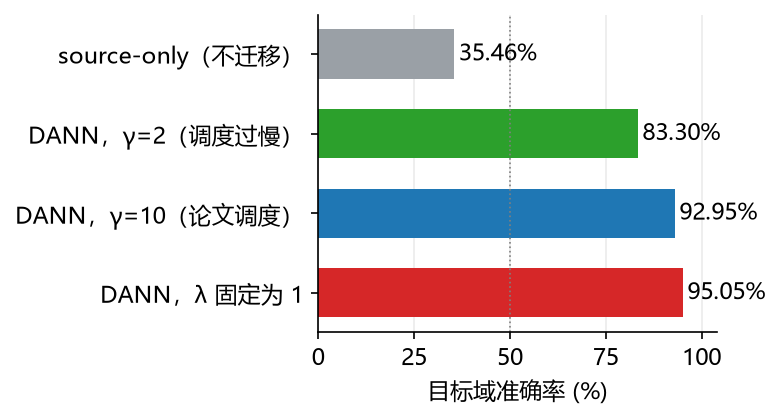 source-only（不迁移） 35.46%
DANN，γ=2（调度过慢） 83.30%
DANN，γ=10（论文调度） 92.95%
DANN，λ 固定为 1 95.05%
0 25 50 75 100
目标域准确率 (%)